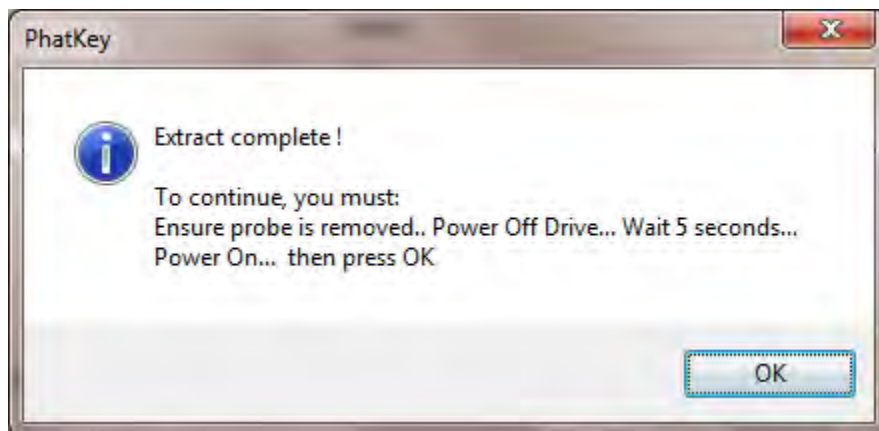 PhatKey
Extract complete !
To continue, you must:
Ensure probe is removed.. Power Off Drive... Wait 5 seconds...
Power On... then press OK
OK